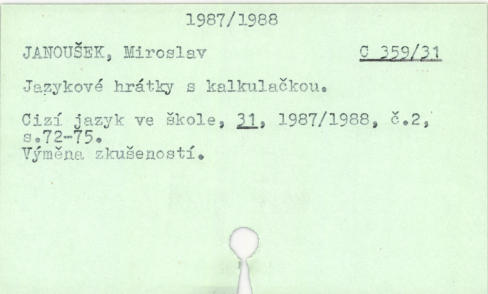 1987/1988
JANOUŠEK, Miroslav C 359/31
Jazykové hrátky s kalkulačkou.
Cizí jazyk ve škole, 31, 1987/1988, č.2,
s.72-75.
Výměna zkušeností.